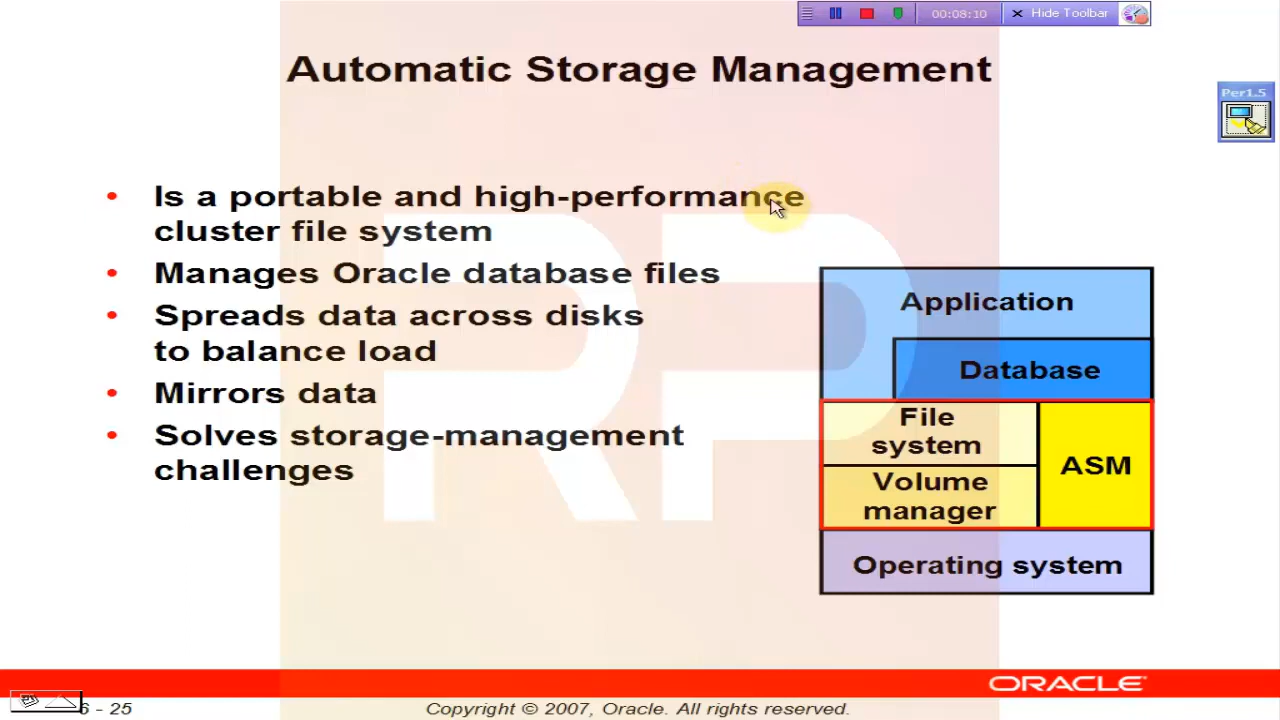 00:08:10
Hide Toolbar
Automatic Storage Management
Per1.5
• Is a portable and high-performance
cluster file system
• Manages Oracle database files
• Spreads data across disks
to balance load
• Mirrors data
• Solves storage-management
challenges
Application
Database
File
system
ASM
Volume
manager
Operating system
RP
ORACLE
6 - 25
Copyright © 2007, Oracle. All rights reserved.